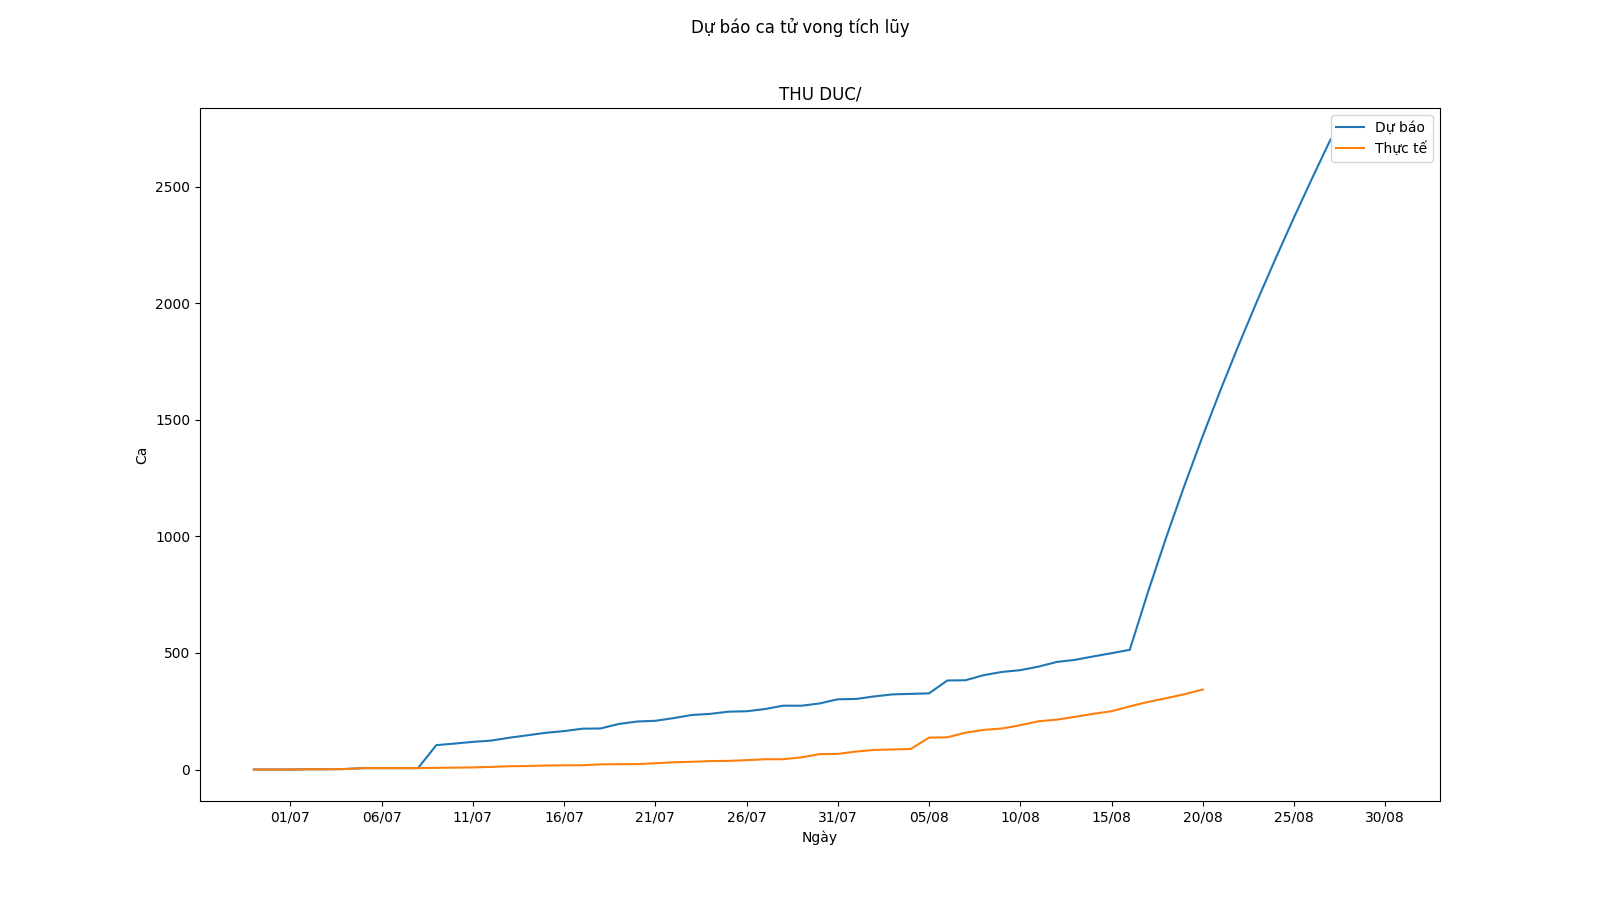 Dự báo ca tử vong tích lũy
THU DUC/
Dự báo
Thực tế
2500
2000
1500
1000
500
0
Ca
01/07 06/07 11/07 16/07 21/07 26/07 31/07 05/08 10/08 15/08 20/08 25/08 30/08
Ngày